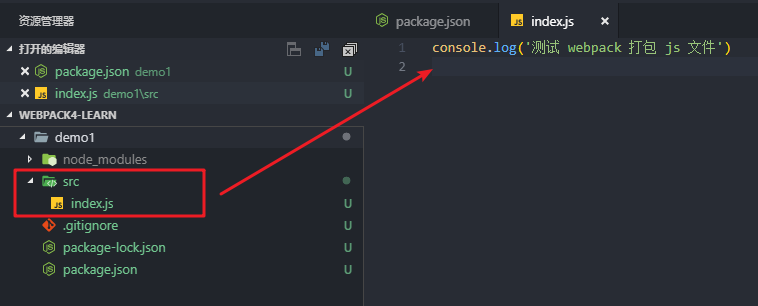 资源管理器
打开的编辑器
package.json demo1 U
index.js demo1\src U
WEBPACK4-LEARN
demo1
node_modules
src
index.js U
.gitignore U
package-lock.json U
package.json U
package.json index.js
1 console.log('测试 webpack 打包 js 文件')
2